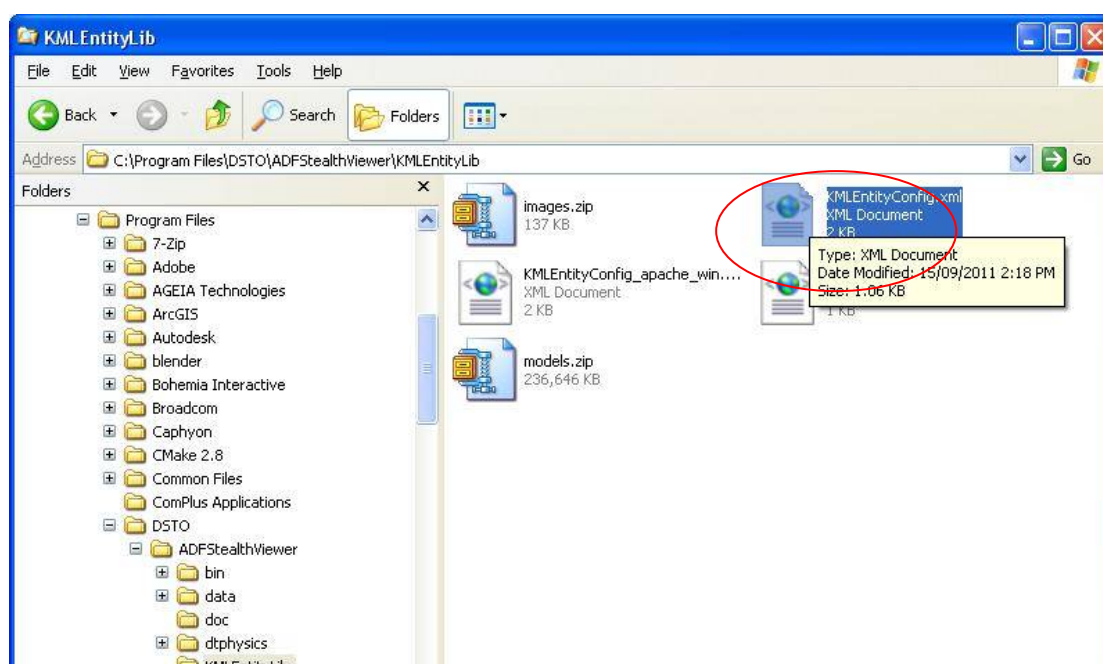 KMLEntityLib
File Edit View Favorites Tools Help
Back Search Folders
Address C:\Program Files\DSTO\ADFStealthViewer\KMLEntityLib Go
Folders
Program Files
7-Zip
Adobe
AGEIA Technologies
ArcGIS
Autodesk
blender
Bohemia Interactive
Broadcom
Caphyon
CMake 2.8
Common Files
ComPlus Applications
DSTO
ADFStealthViewer
bin
data
doc
dtphysics
images.zip
137 KB
KMLEntityConfig.xml
XML Document
2 KB
Type: XML Document
Date Modified: 15/09/2011 2:18 PM
Size: 1.06 KB
KMLEntityConfig_apache_win....
XML Document
2 KB
1 KB
models.zip
236,646 KB